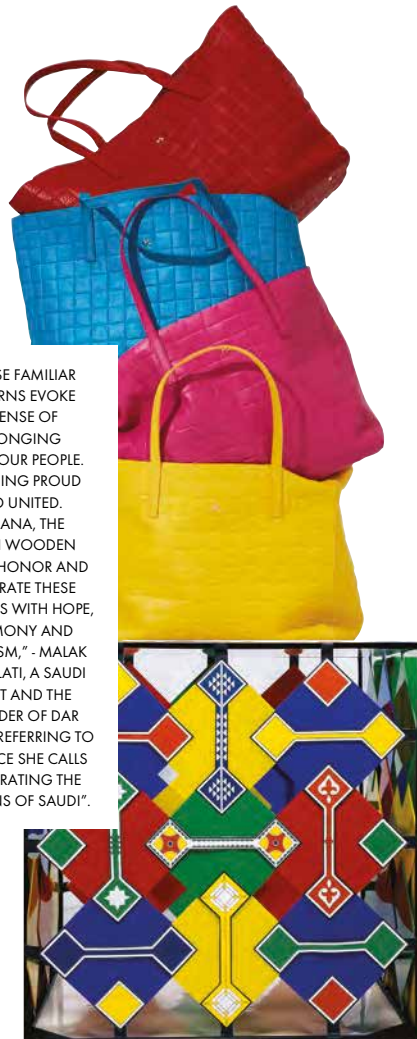 SE FAMILIAR
RNS EVOKE
ENSE OF
ONGING
OUR PEOPLE.
ING PROUD
D UNITED.
ANA, THE
WOODEN
HONOR AND
RATE THESE
S WITH HOPE,
MONY AND
SM,” - MALAK
LATI, A SAUDI
T AND THE
DER OF DAR
REFERRING TO
CE SHE CALLS
RATING THE
NS OF SAUDI”.